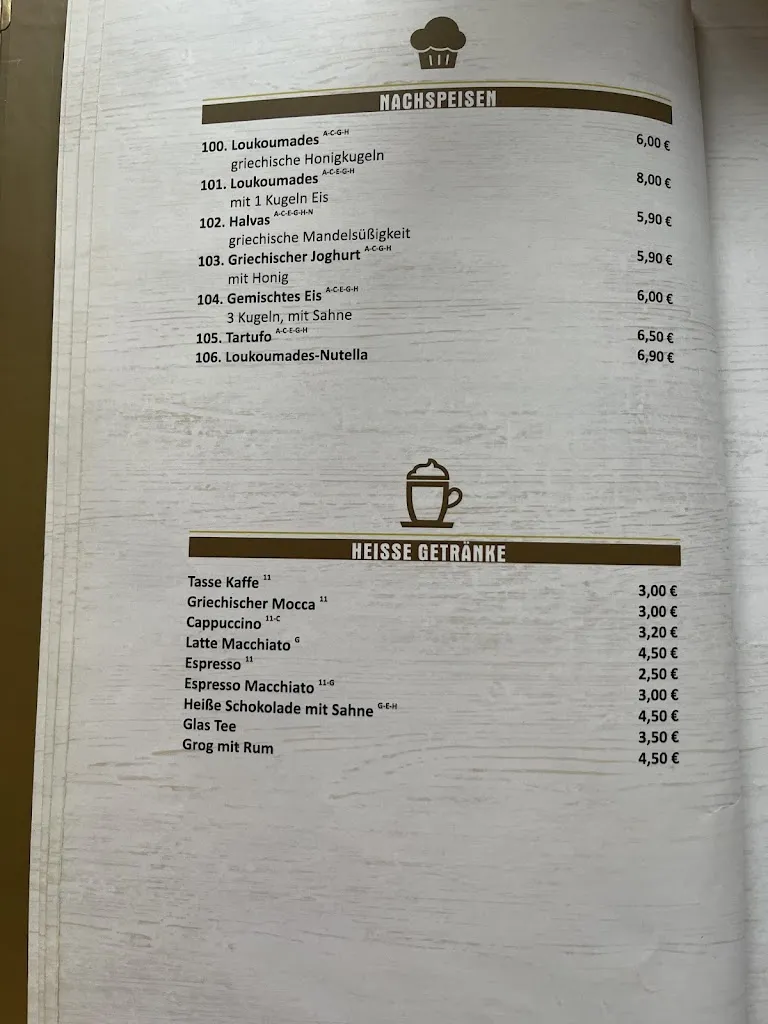 NACHSPEISEN
100. Loukoumades A-C-G-H 6,00 €
griechische Honigkugeln
101. Loukoumades A-C-E-G-H 8,00 €
mit 1 Kugeln Eis
102. Halvas A-C-E-G-H-N 5,90 €
griechische Mandelsüßigkeit
103. Griechischer Joghurt A-C-G-H 5,90 €
mit Honig
104. Gemischtes Eis A-C-E-G-H 6,00 €
3 Kugeln, mit Sahne
105. Tartufo A-C-E-G-H 6,50 €
106. Loukoumades-Nutella 6,90 €
HEISSE GETRÄNKE
Tasse Kaffe 11 3,00 €
Griechischer Mocca 11 3,00 €
Cappuccino 11-C 3,20 €
Latte Macchiato G 4,50 €
Espresso 11 2,50 €
Espresso Macchiato 11-G 3,00 €
Heiße Schokolade mit Sahne G-E-H 4,50 €
Glas Tee 3,50 €
Grog mit Rum 4,50 €